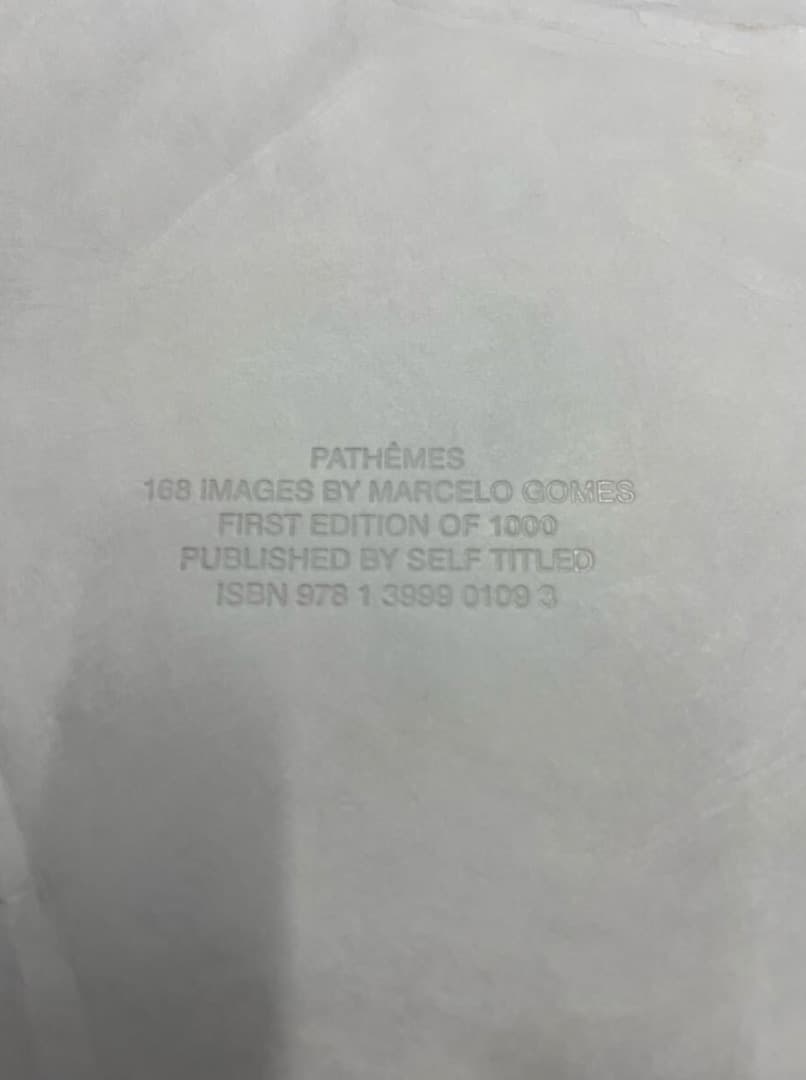 PATHÊMES
168 IMAGES BY MARCELO GOMES
FIRST EDITION OF 1000
PUBLISHED BY SELF TITLED
ISBN 978 1 3999 0109 3